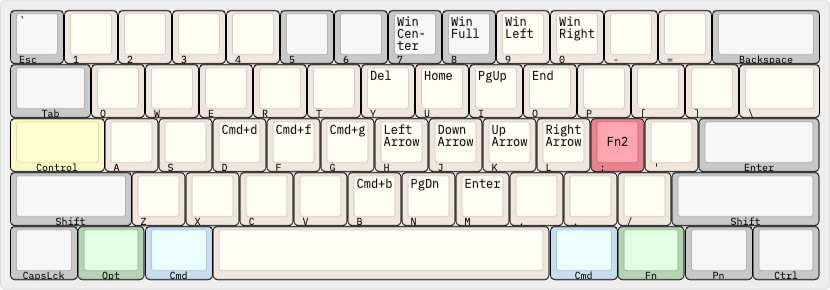 `
Win Center
Win Full
Win Left
Win Right
Esc 1 2 3 4 5 6 7 8 9 0 - = Backspace
Del Home PgUp End
Tab Q W E R T Y U I O P [ ] \
Cmd+d Cmd+f Cmd+g Left Arrow Down Arrow Up Arrow Right Arrow Fn2
Control A S D F G H J K L ; ' Enter
Cmd+b PgDn Enter
Shift Z X C V B N M , . / Shift
CapsLck Opt Cmd Cmd Fn Pn Ctrl